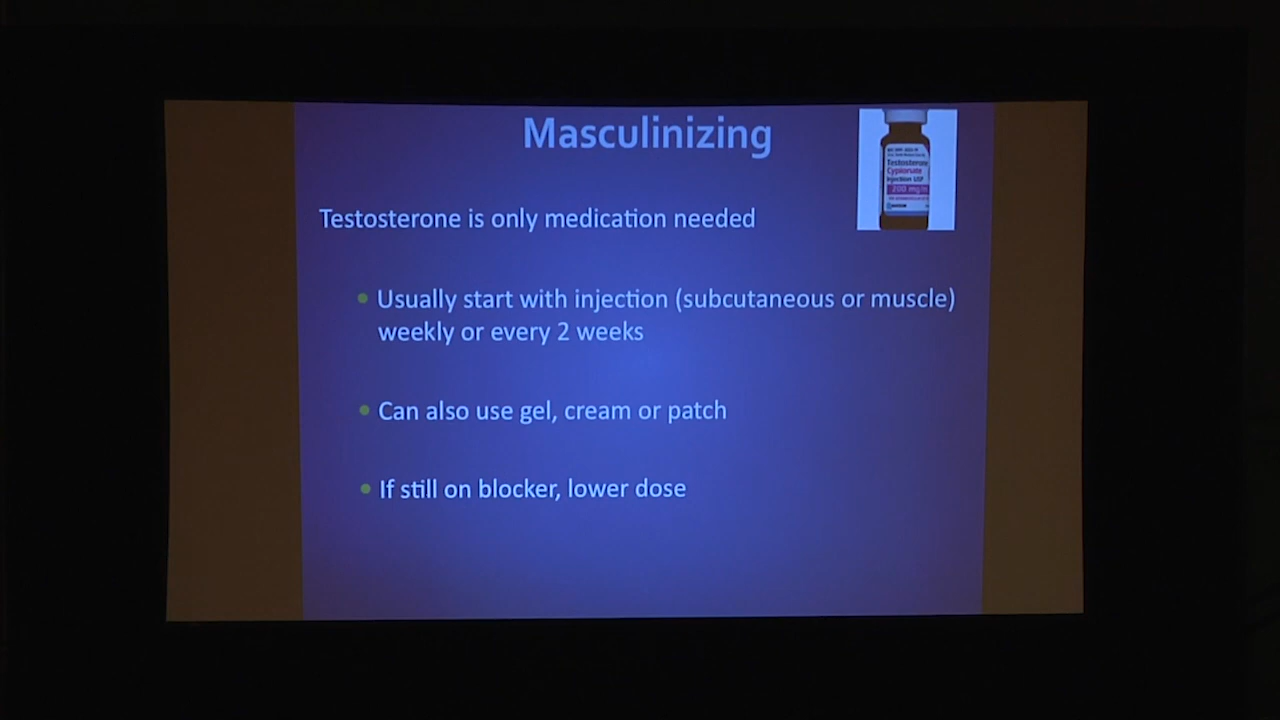 Masculinizing
Testosterone is only medication needed
Usually start with injection (subcutaneous or muscle)
weekly or every 2 weeks
Can also use gel, cream or patch
If still on blocker, lower dose
Testosterone
Cypionate
Injection USP
200 mg/m